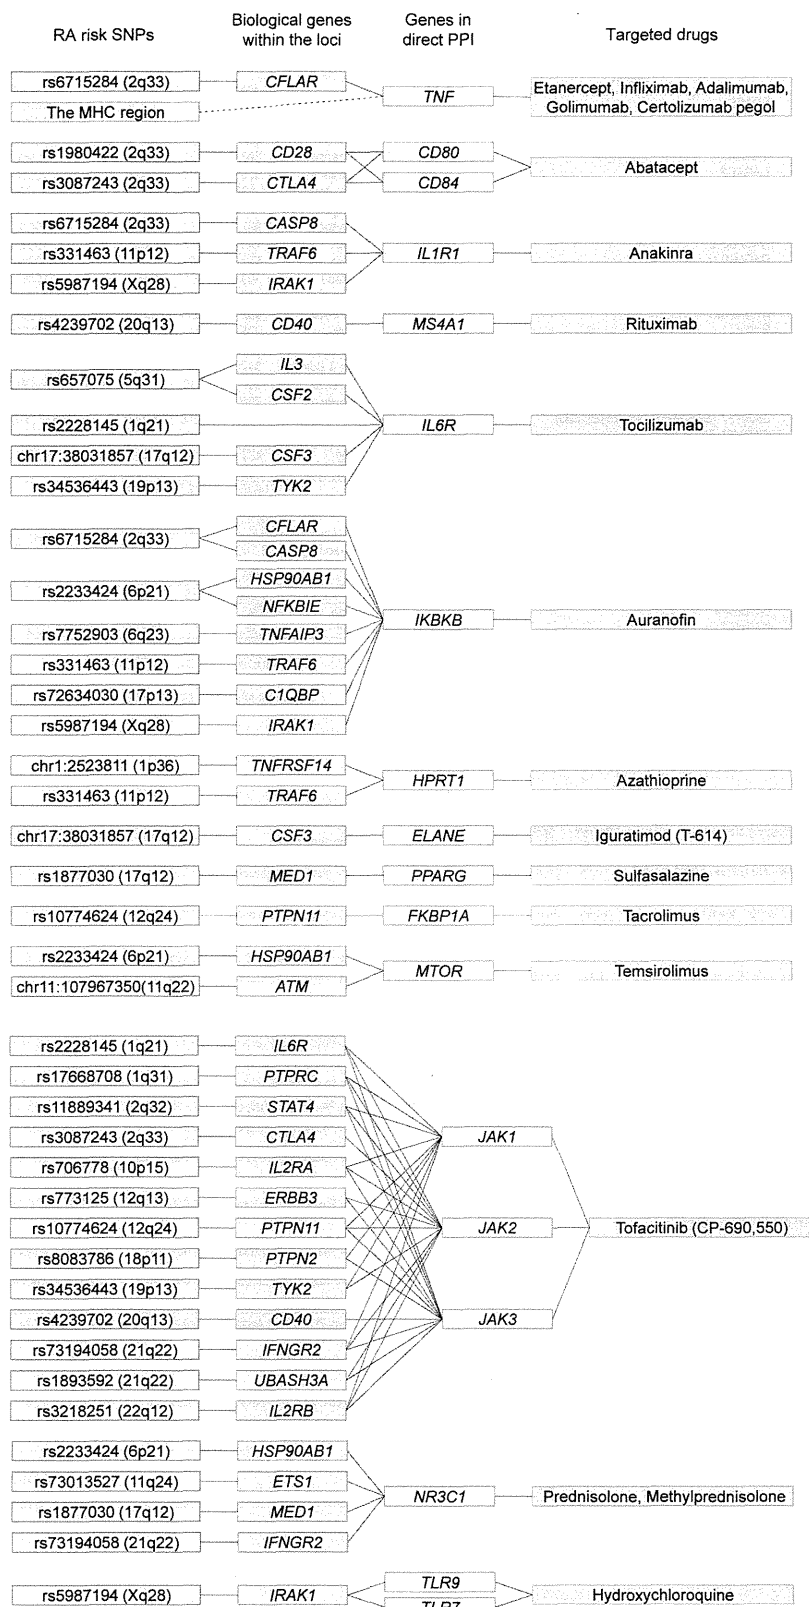 RA risk SNPs
Biological genes within the loci
Genes in direct PPI
Targeted drugs
rs6715284 (2q33) CFLAR
The MHC region
TNF
Etanercept, Infliximab, Adalimumab,
Golimumab, Certolizumab pegol
rs1980422 (2q33) CD28 CD80
rs3087243 (2q33) CTLA4 CD84
Abatacept
rs6715284 (2q33) CASP8
rs331463 (11p12) TRAF6 IL1R1 Anakinra
rs5987194 (Xq28) IRAK1
rs4239702 (20q13) CD40 MS4A1 Rituximab
IL3
rs657075 (5q31)
CSF2
rs2228145 (1q21) IL6R Tocilizumab
chr17:38031857 (17q12) CSF3
rs34536443 (19p13) TYK2
CFLAR
rs6715284 (2q33)
CASP8
HSP90AB1
rs2233424 (6p21)
NFKBIE
IKBKB Auranofin
rs7752903 (6q23) TNFAIP3
rs331463 (11p12) TRAF6
rs72634030 (17p13) C1QBP
rs5987194 (Xq28) IRAK1
chr1:2523811 (1p36) TNFRSF14
HPRT1 Azathioprine
rs331463 (11p12) TRAF6
chr17:38031857 (17q12) CSF3 ELANE Iguratimod (T-614)
rs1877030 (17q12) MED1 PPARG Sulfasalazine
rs10774624 (12q24) PTPN11 FKBP1A Tacrolimus
rs2233424 (6p21) HSP90AB1
MTOR Temsirolimus
chr11:107967350(11q22) ATM
rs2228145 (1q21) IL6R
rs17668708 (1q31) PTPRC
rs11889341 (2q32) STAT4
rs3087243 (2q33) CTLA4 JAK1
rs706778 (10p15) IL2RA
rs773125 (12q13) ERBB3
rs10774624 (12q24) PTPN11 JAK2 Tofacitinib (CP-690,550)
rs8083786 (18p11) PTPN2
rs34536443 (19p13) TYK2
rs4239702 (20q13) CD40 JAK3
rs73194058 (21q22) IFNGR2
rs1893592 (21q22) UBASH3A
rs3218251 (22q12) IL2RB
rs2233424 (6p21) HSP90AB1
rs73013527 (11q24) ETS1
NR3C1 Prednisolone, Methylprednisolone
rs1877030 (17q12) MED1
rs73194058 (21q22) IFNGR2
TLR9
rs5987194 (Xq28) IRAK1 Hydroxychloroquine
TLR7